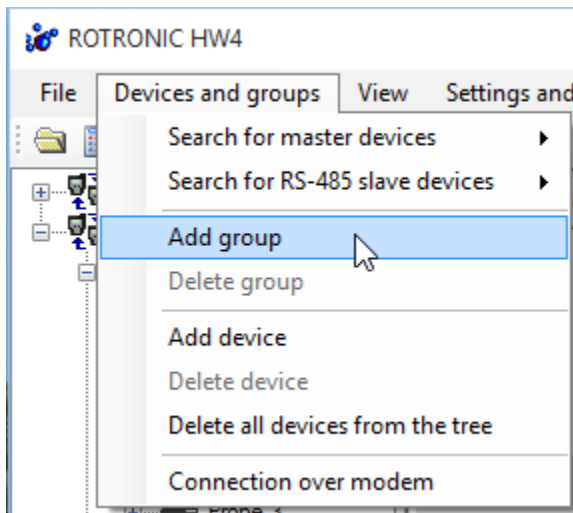 ROTRONIC HW4
File Devices and groups View Settings and
Search for master devices
Search for RS-485 slave devices
Add group
Delete group
Add device
Delete device
Delete all devices from the tree
Connection over modem